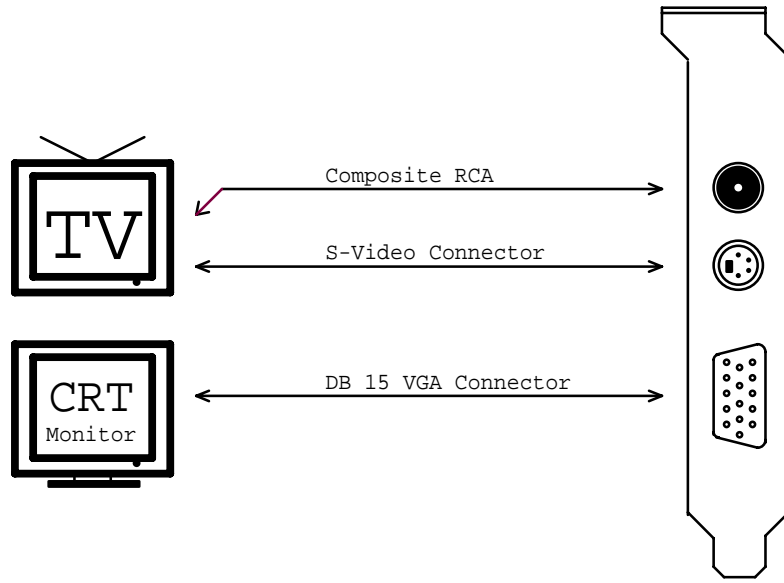 Composite RCA
TV
S-Video Connector
DB 15 VGA Connector
CRT
Monitor